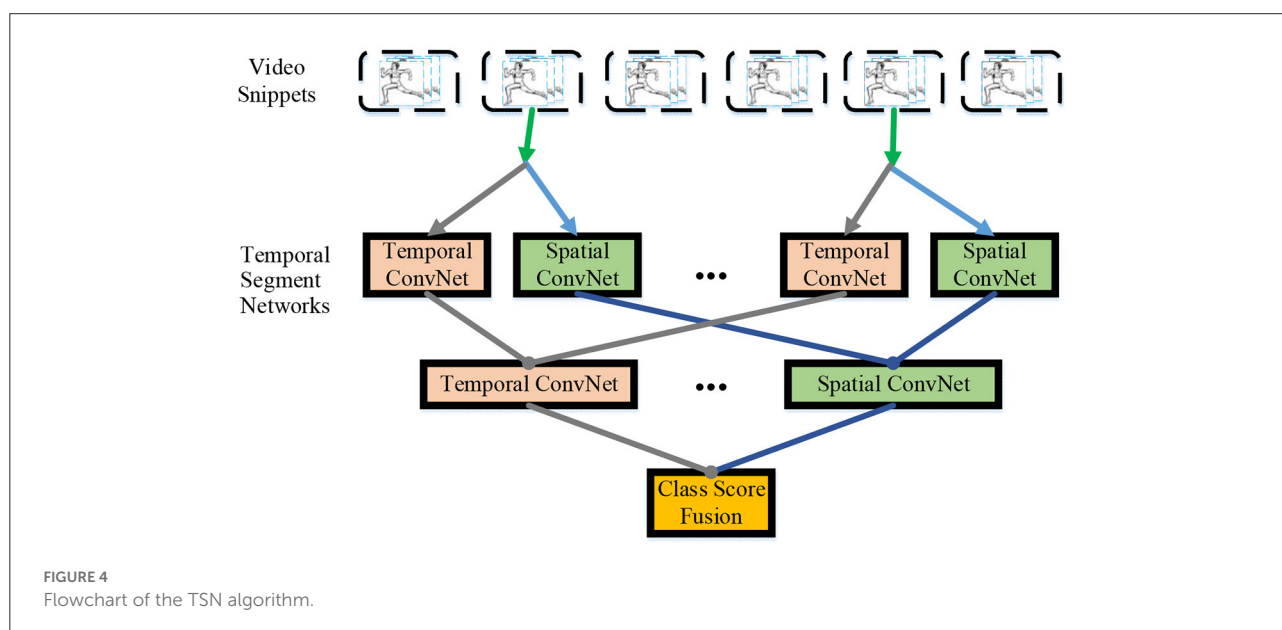 Video
Snippets
Temporal
Segment
Networks
Temporal
ConvNet
Spatial
ConvNet
...
Temporal
ConvNet
Spatial
ConvNet
Temporal ConvNet
...
Spatial ConvNet
Class Score
Fusion
FIGURE 4
Flowchart of the TSN algorithm.